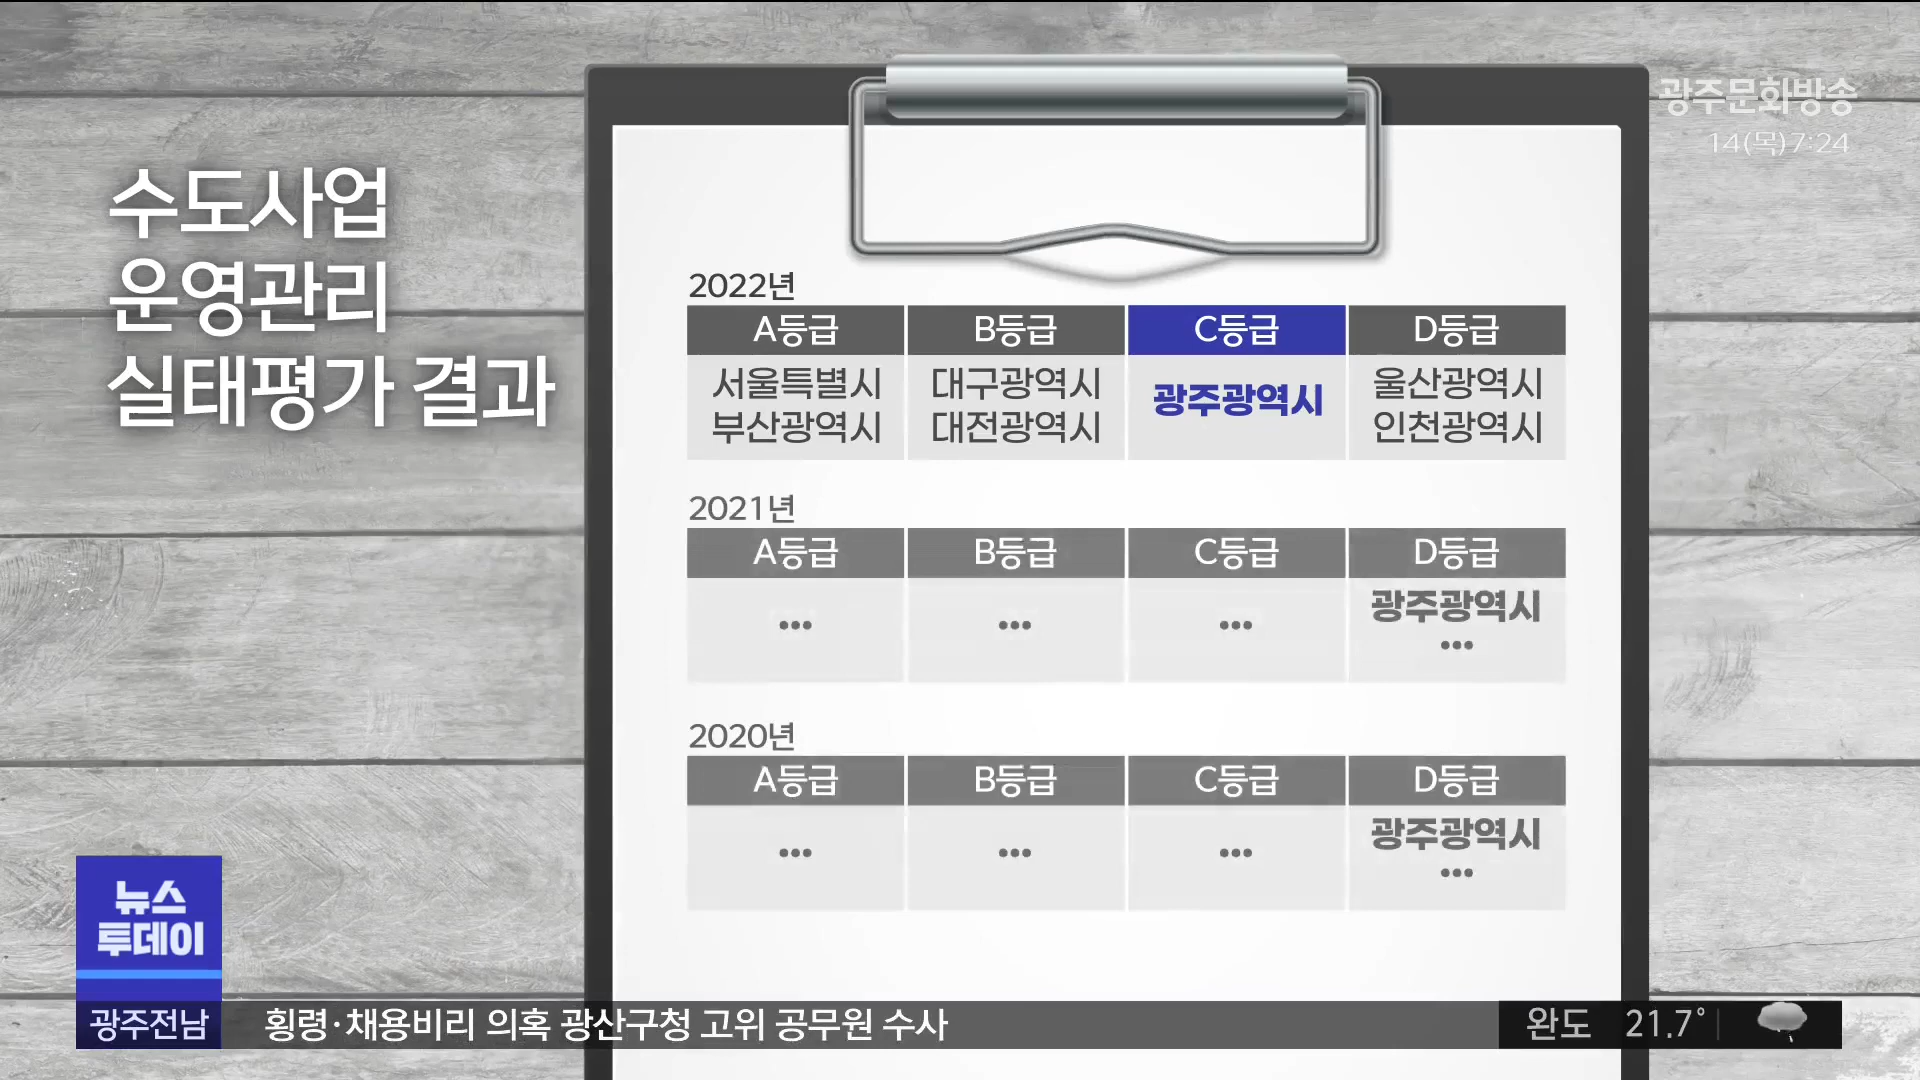 광주문화방송
14(목)7:24
수도사업
운영관리
실태평가 결과
2022년
A등급 B등급 C등급 D등급
서울특별시 대구광역시 광주광역시 울산광역시
부산광역시 대전광역시 인천광역시
2021년
A등급 B등급 C등급 D등급
... ... ... 광주광역시
...
2020년
A등급 B등급 C등급 D등급
... ... ... 광주광역시
...
뉴스
투데이
광주전남 횡령·채용비리 의혹 광산구청 고위 공무원 수사
완도 21.7°